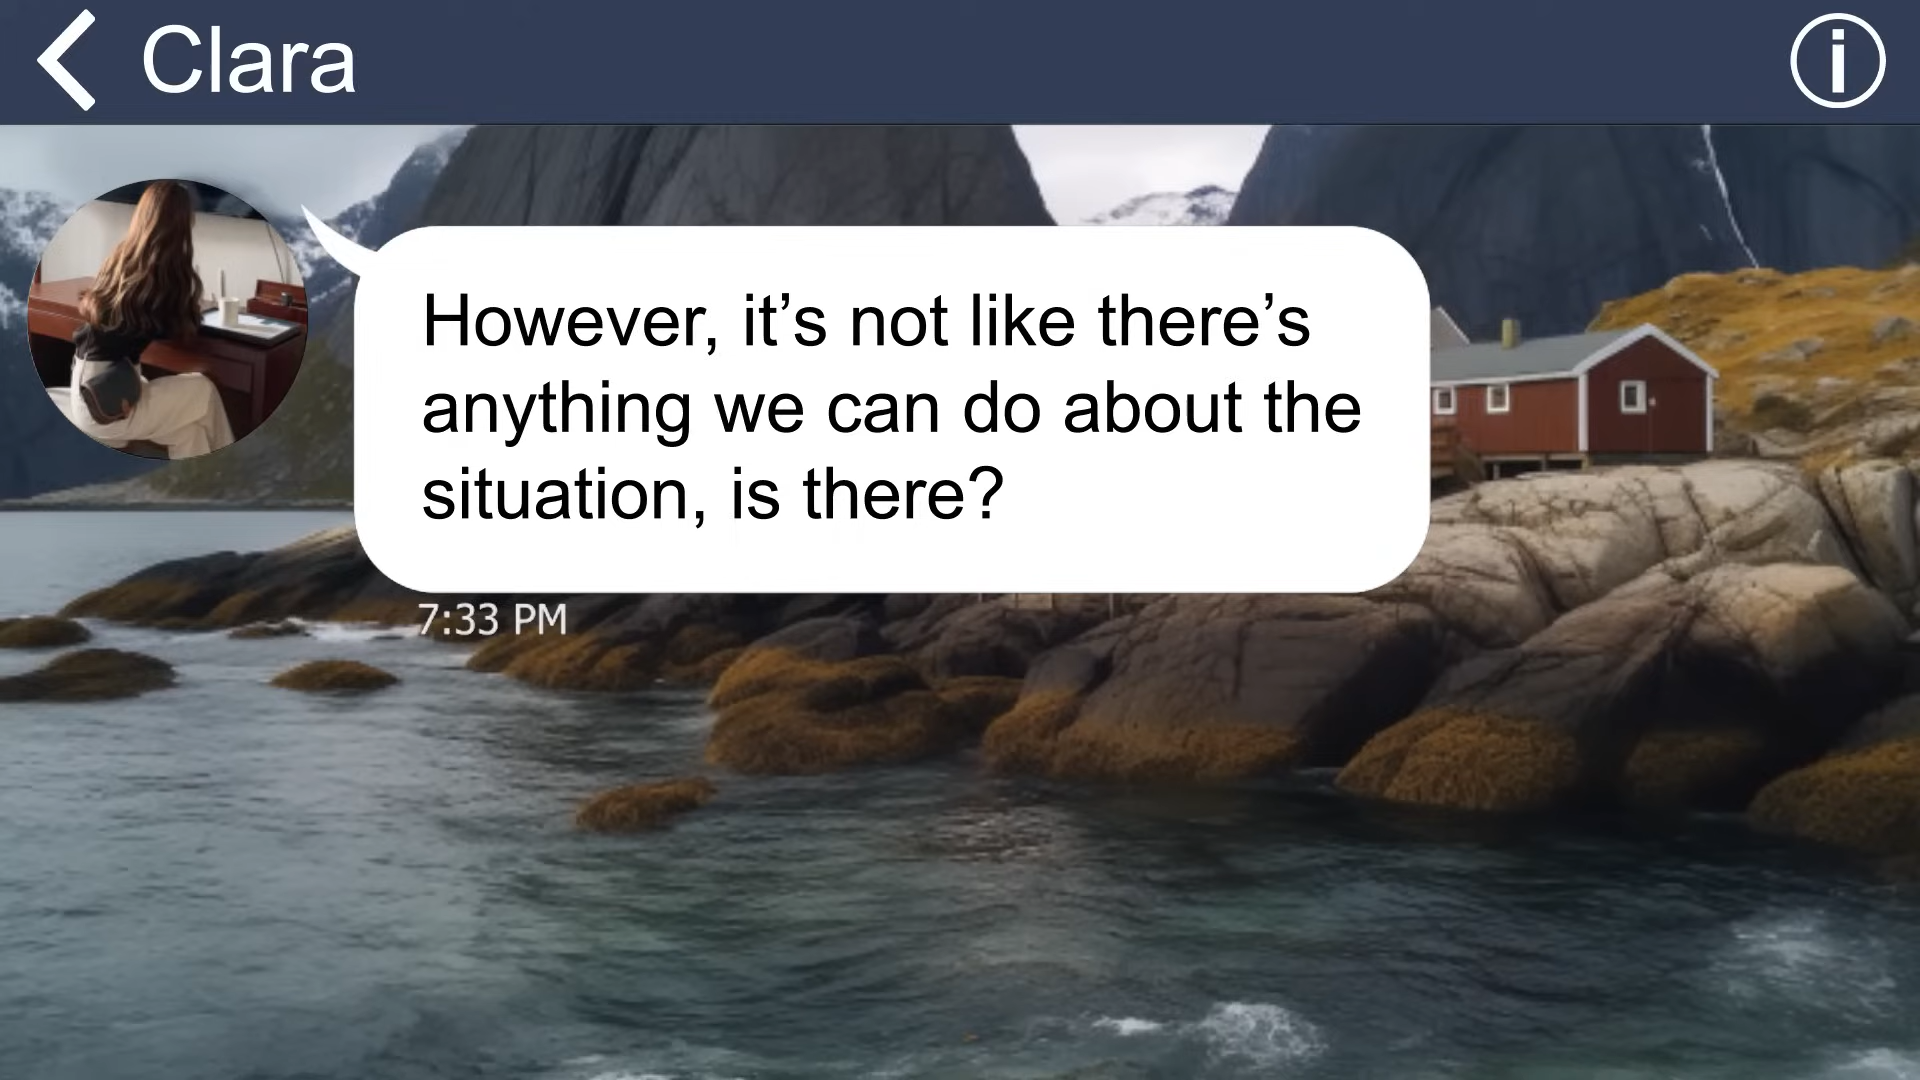 Clara
However, it’s not like there’s
anything we can do about the
situation, is there?
7:33 PM